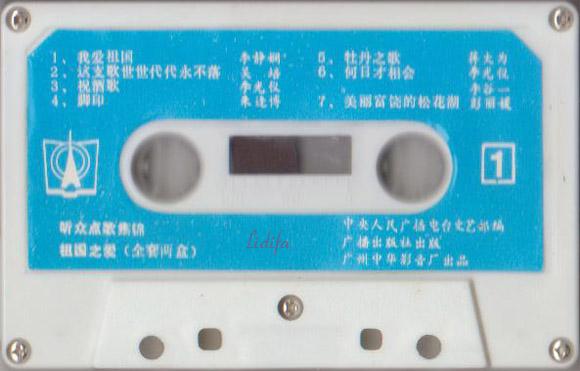 1、我爱祖国 李静娴
2、这支歌世世代代永不落 吴培
3、祝酒歌 李光仪
4、脚印 朱逢博
5、牡丹之歌 蒋大为
6、何日才相会 李光仪
李谷一
7、美丽富饶的松花湖 彭丽媛
1
听众点歌集锦
祖国之爱(全套两盒)
lidifa
中央人民广播电台文艺部编
广播出版社出版
广州中华影音厂出品